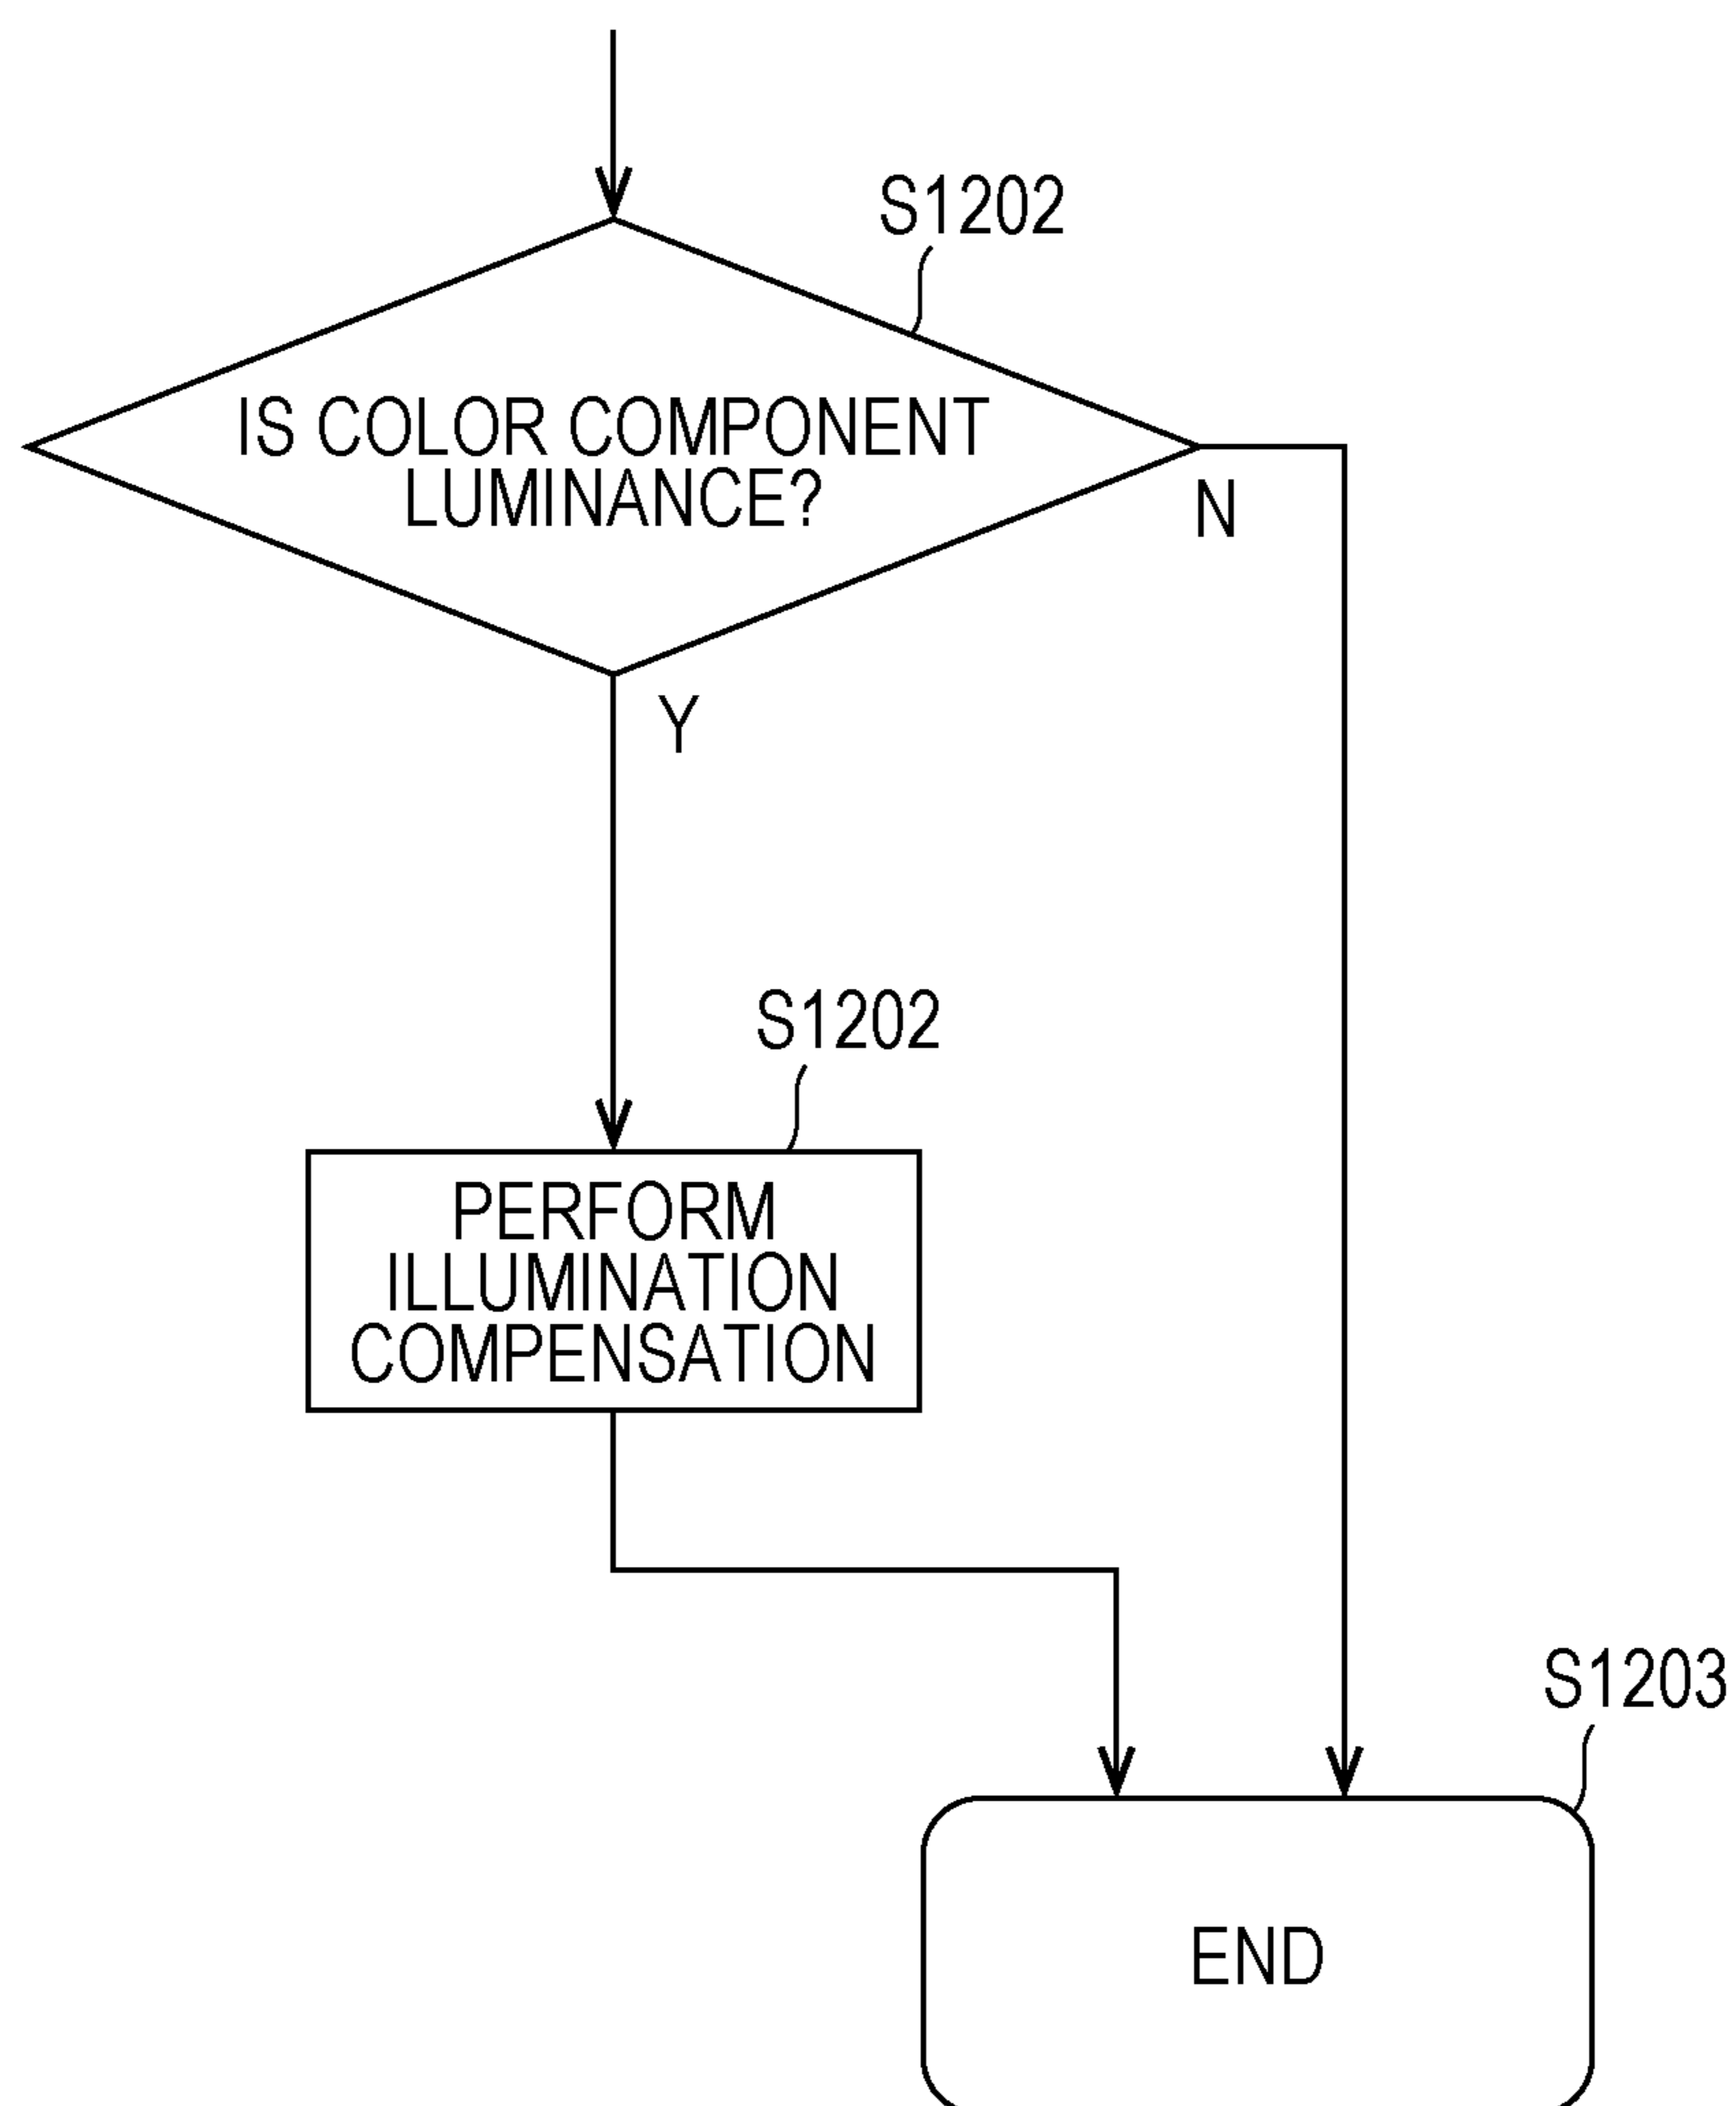 S1202
IS COLOR COMPONENT
LUMINANCE?
N
Y
S1202
PERFORM
ILLUMINATION
COMPENSATION
S1203
END